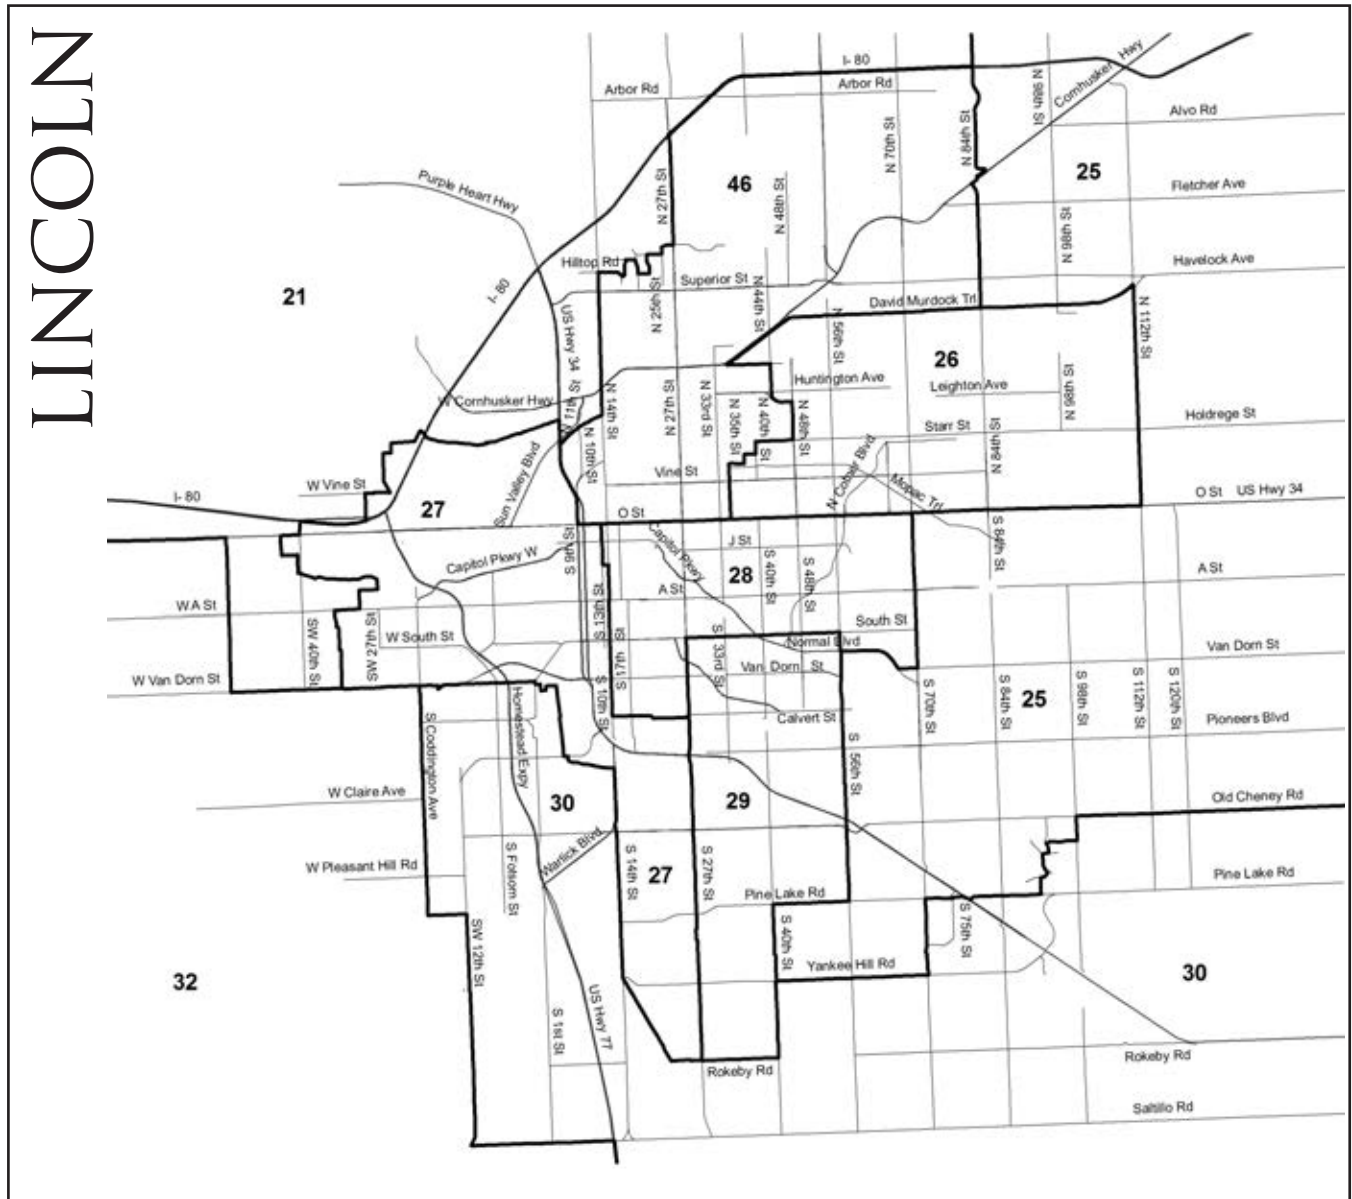 LINCOLN
I- 80
Arbor Rd
Arbor Rd
Cornhusker Hwy
N 98th St
Alvo Rd
N 70th St
N 84th St
Purple Heart Hwy
N 27th St
46
N 48th St
25
Fletcher Ave
N 98th St
Hilltop Rd
Superior St
Havelock Ave
21
I- 80
N 25th St
N 44th St
David Murdock Trl
US Hwy 34
N 56th St
N 112th St
26
Huntington Ave
Leighton Ave
W Cornhusker Hwy
N 11th St
N 14th St
N 27th St
N 33rd St
N 35th St
N 40th St
N 48th St
N 98th St
Holdrege St
Starr St
N 84th St
N 10th St
Sun Valley Blvd
Vine St
N Cotner Blvd
Mopac Trl
W Vine St
I- 80
27
O St
O St US Hwy 34
S 9th St
Capitol Pkwy
J St
S 84th St
Capitol Pkwy W
28
S 40th St
S 48th St
A St
A St
W A St
S 13th St
SW 40th St
SW 27th St
W South St
S 17th St
S 33rd St
Normal Blvd
South St
Van Dorn St
Van Dorn St
W Van Dorn St
S 10th St
S 70th St
S 84th St
25
S 98th St
S 112th St
S 120th St
Calvert St
Pioneers Blvd
S Coddington Ave
Homestead Expy
S 56th St
W Claire Ave
30
29
Old Cheney Rd
Warlick Blvd
W Pleasant Hill Rd
S Folsom St
S 14th St
27
S 27th St
Pine Lake Rd
Pine Lake Rd
SW 12th St
S 40th St
S 75th St
Yankee Hill Rd
32
30
S 1st St
US Hwy 77
Rokeby Rd
Rokeby Rd
Saltillo Rd